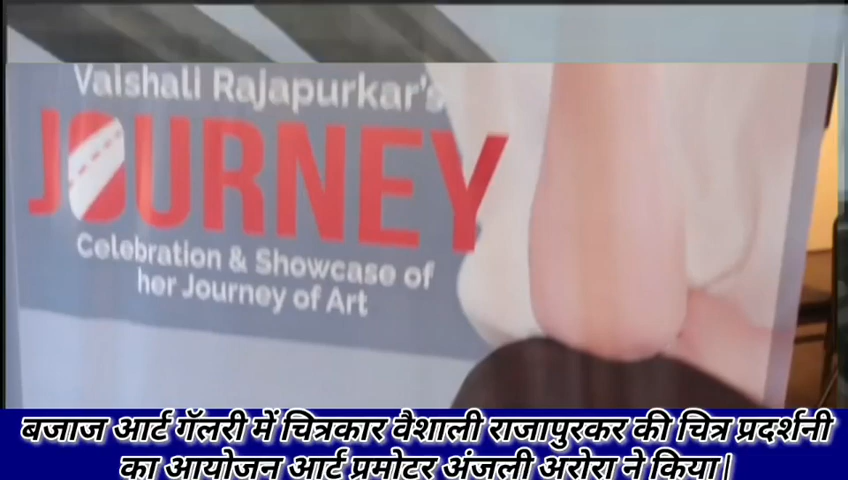 Vaishali Rajapurkar's
JOURNEY
Celebration & Showcase of
her Journey of Art
बजाज आर्ट गॅलरी में चित्रकार वैशाली राजापुरकर की चित्र प्रदर्शनी
का आयोजन आर्ट प्रमोटर अंजली अरोरा ने किया|